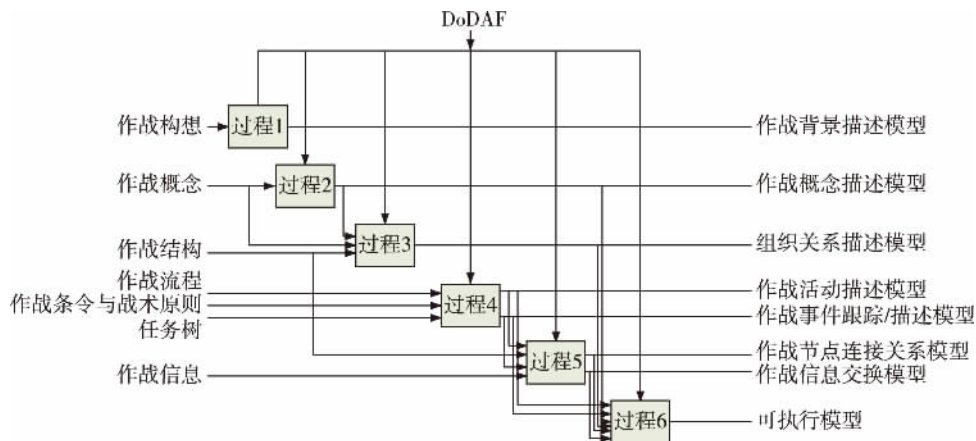 DoDAF
作战构想
过程1
作战背景描述模型
作战概念
过程2
作战概念描述模型
作战结构
过程3
组织关系描述模型
作战流程
作战条令与战术原则
任务树
过程4
作战活动描述模型
作战事件跟踪/描述模型
作战信息
过程5
作战节点连接关系模型
作战信息交换模型
过程6
可执行模型